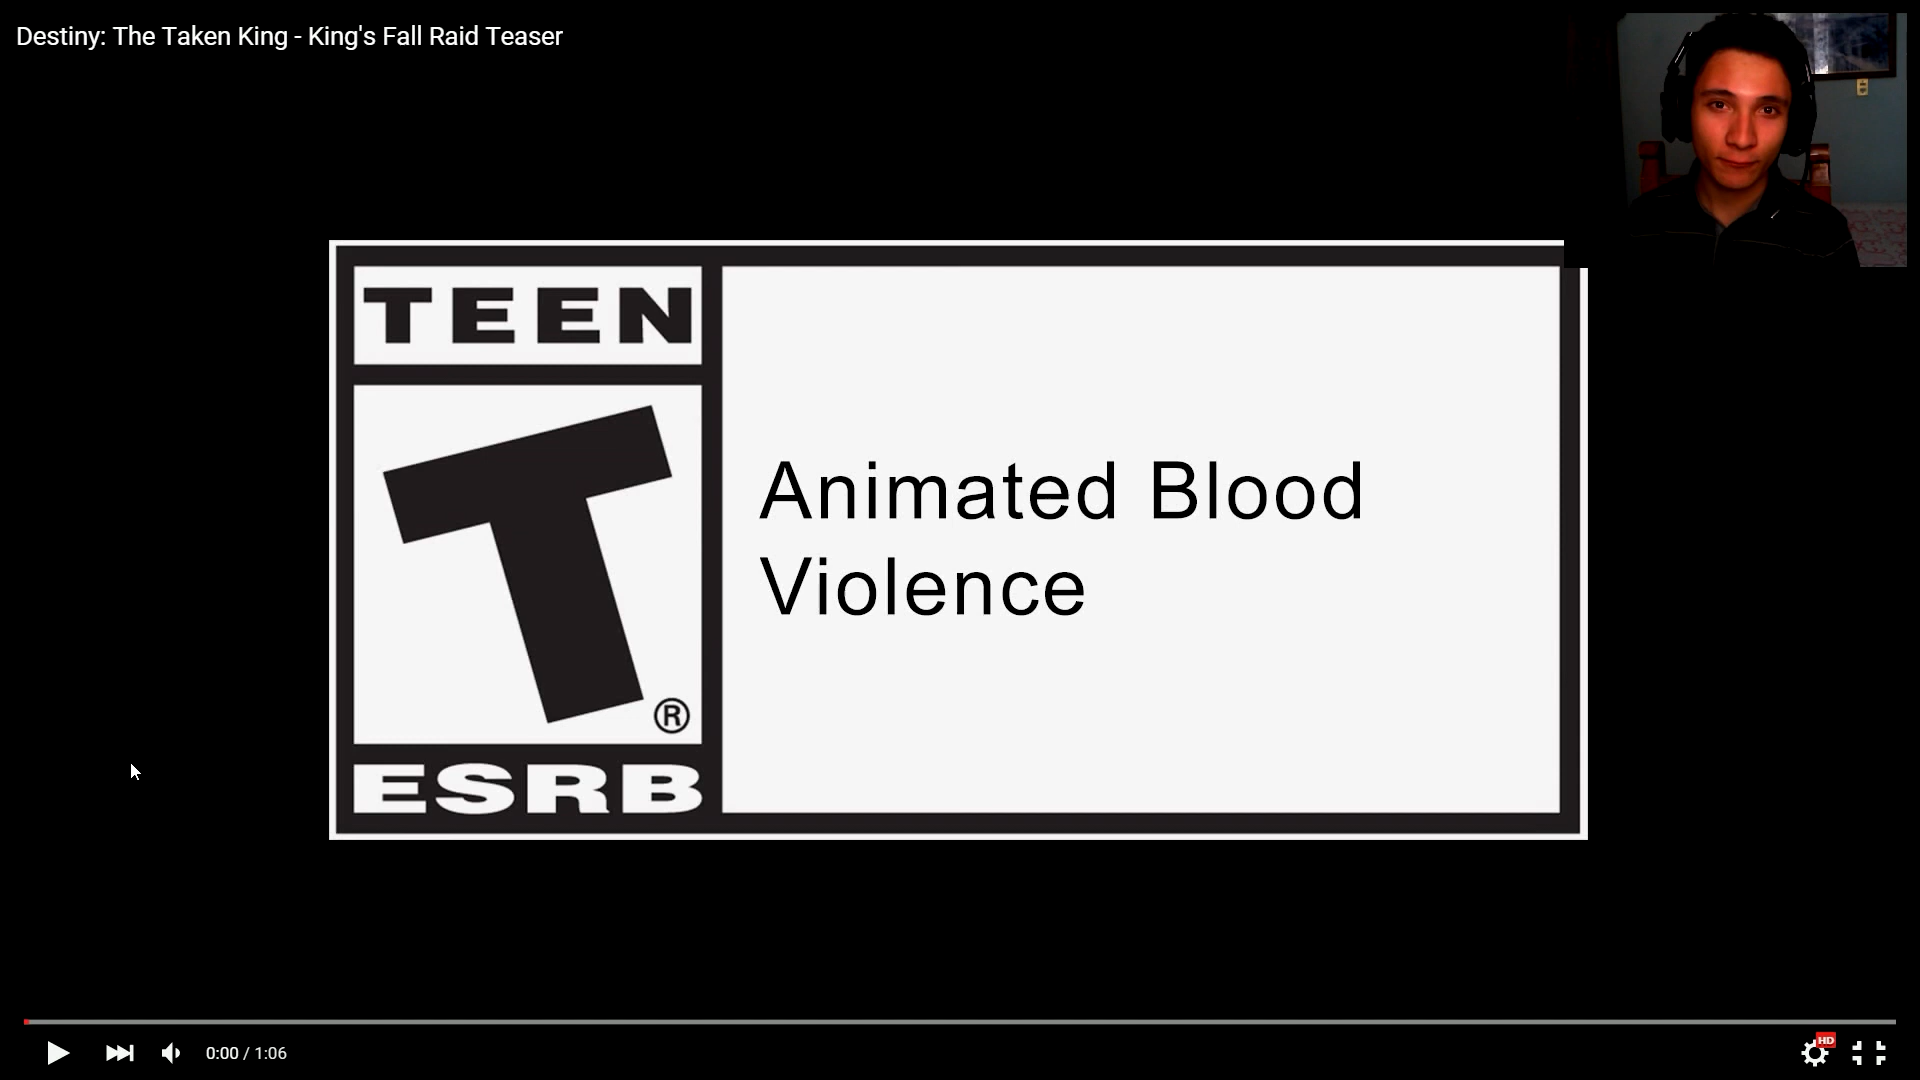 Destiny: The Taken King - King's Fall Raid Teaser
TEEN
T
®
ESRB
Animated Blood
Violence
0:00 / 1:06
HD